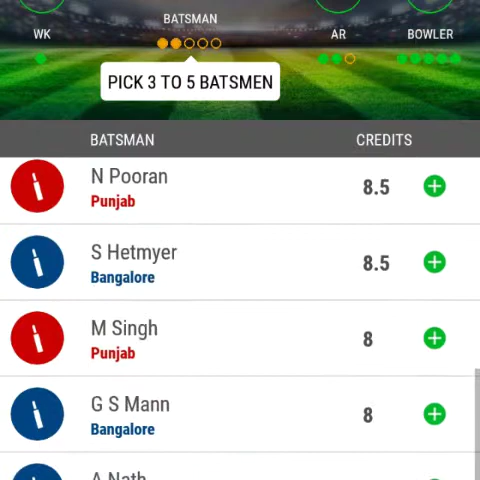 BATSMAN
WK
AR
BOWLER
PICK 3 TO 5 BATSMEN
BATSMAN CREDITS
N Pooran
Punjab
8.5
S Hetmyer
Bangalore
8.5
M Singh
Punjab
8
G S Mann
Bangalore
8
A Nath